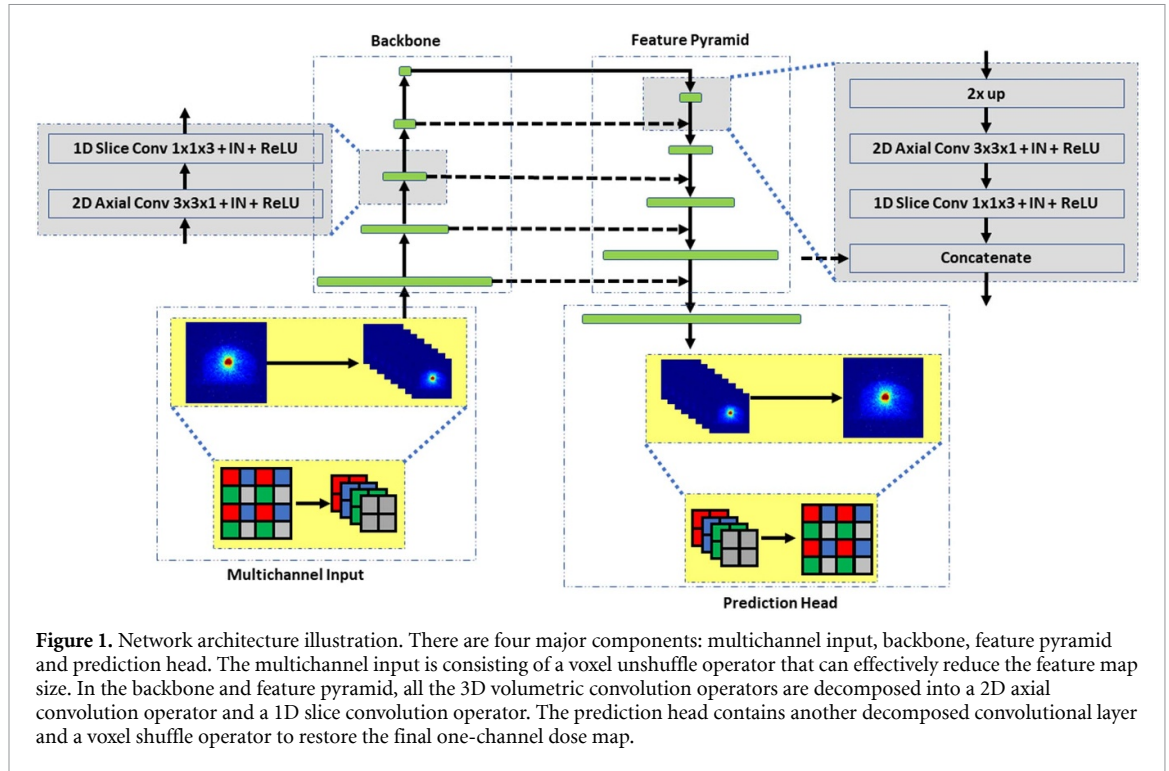 Backbone
Feature Pyramid
2x up
2D Axial Conv 3x3x1 + IN + ReLU
1D Slice Conv 1x1x3 + IN + ReLU
Concatenate
1D Slice Conv 1x1x3 + IN + ReLU
2D Axial Conv 3x3x1 + IN + ReLU
Multichannel Input
Prediction Head
Figure 1. Network architecture illustration. There are four major components: multichannel input, backbone, feature pyramid
and prediction head. The multichannel input is consisting of a voxel unshuffle operator that can effectively reduce the feature map
size. In the backbone and feature pyramid, all the 3D volumetric convolution operators are decomposed into a 2D axial
convolution operator and a 1D slice convolution operator. The prediction head contains another decomposed convolutional layer
and a voxel shuffle operator to restore the final one-channel dose map.